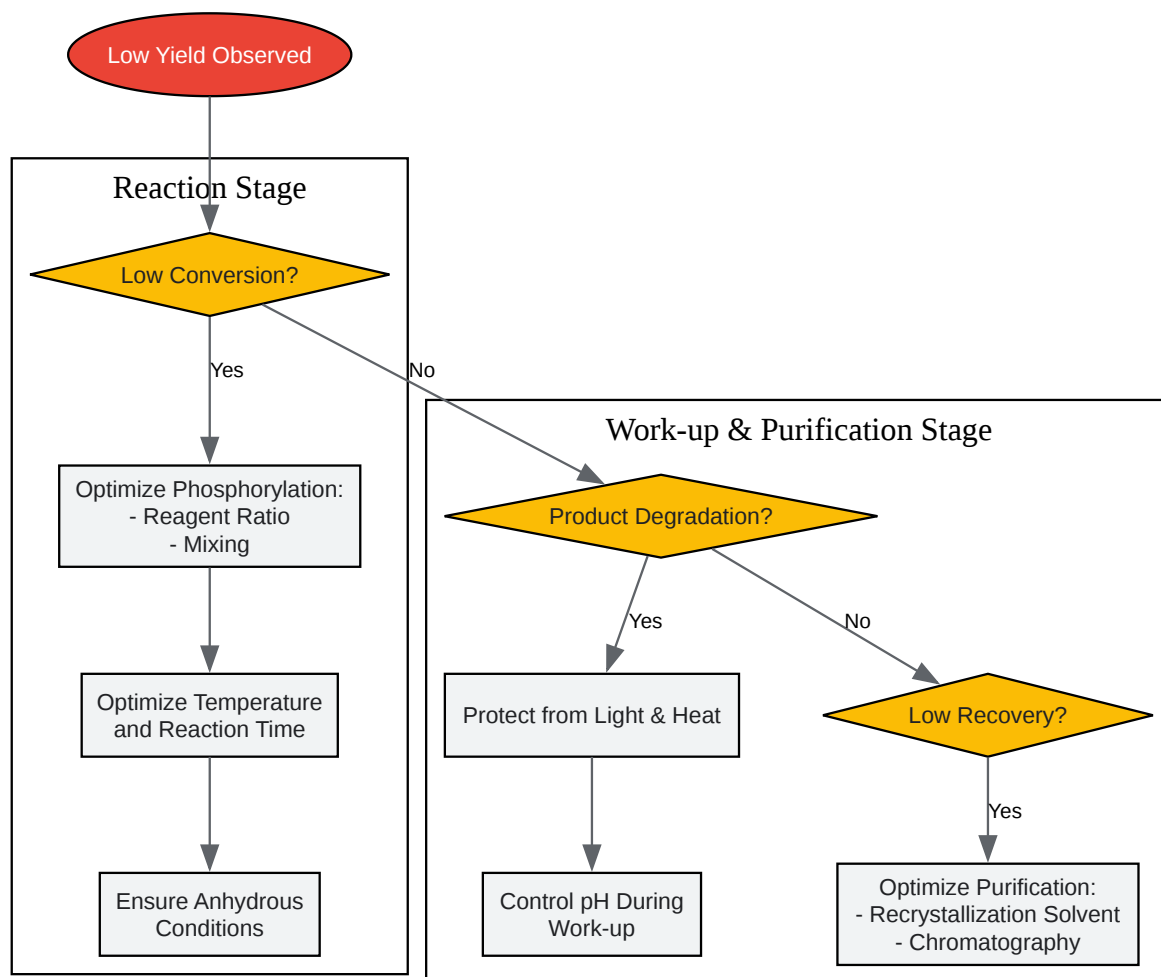 Low Yield Observed
Reaction Stage
Low Conversion?
Yes
No
Optimize Phosphorylation:
- Reagent Ratio
- Mixing
Optimize Temperature
and Reaction Time
Ensure Anhydrous
Conditions
Work-up & Purification Stage
Product Degradation?
Yes
No
Protect from Light & Heat
Low Recovery?
Yes
Control pH During
Work-up
Optimize Purification:
- Recrystallization Solvent
- Chromatography